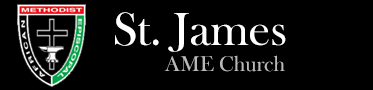 METHODIST
AFRICAN
EPISCOPAL
St. James
AME Church